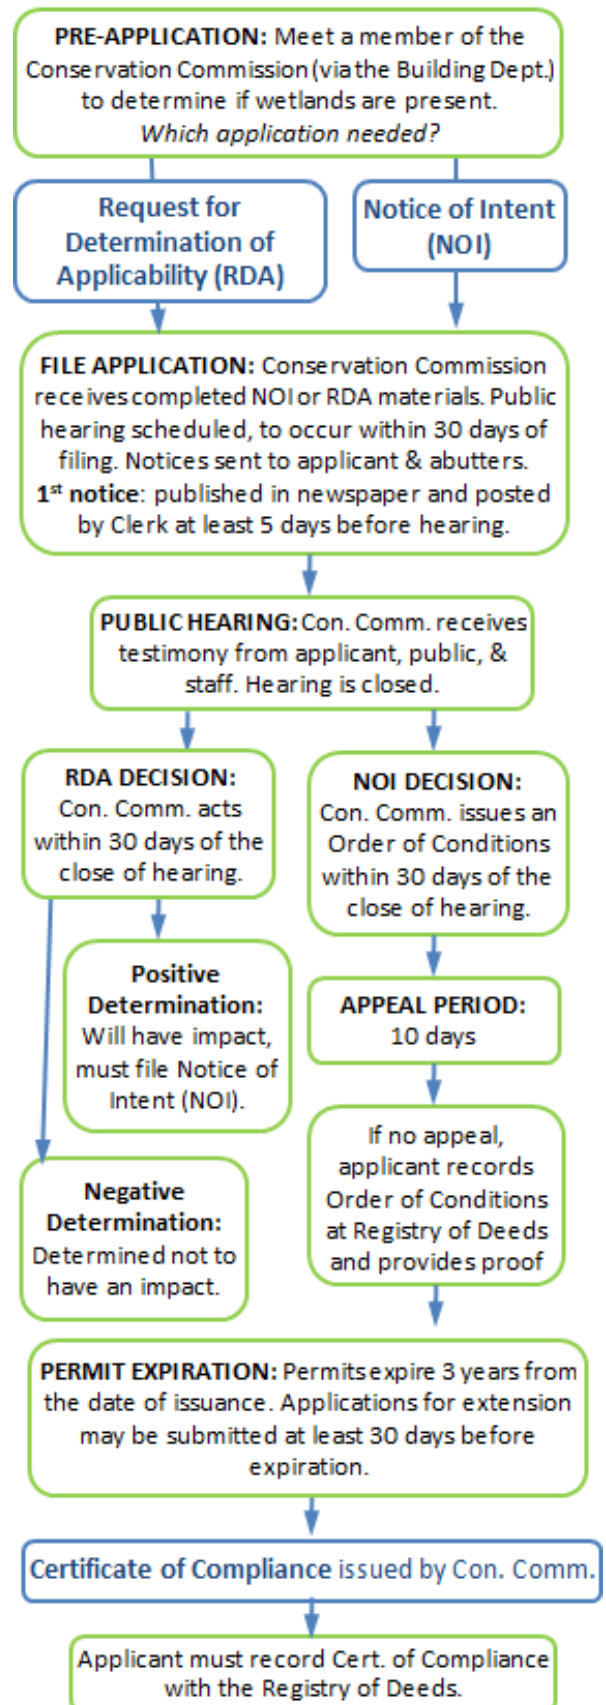 PRE-APPLICATION: Meet a member of the
Conservation Commission (via the Building Dept.)
to determine if wetlands are present.
Which application needed?
Request for
Determination of
Applicability (RDA)
Notice of Intent
(NOI)
FILE APPLICATION: Conservation Commission
receives completed NOI or RDA materials. Public
hearing scheduled, to occur within 30 days of
filing. Notices sent to applicant & abutters.
1st notice: published in newspaper and posted
by Clerk at least 5 days before hearing.
PUBLIC HEARING: Con. Comm. receives
testimony from applicant, public, &
staff. Hearing is closed.
RDA DECISION:
Con. Comm. acts
within 30 days of the
close of hearing.
NOI DECISION:
Con. Comm. issues an
Order of Conditions
within 30 days of the
close of hearing.
Positive
Determination:
Will have impact,
must file Notice of
Intent (NOI).
APPEAL PERIOD:
10 days
Negative
Determination:
Determined not to
have an impact.
If no appeal,
applicant records
Order of Conditions
at Registry of Deeds
and provides proof
PERMIT EXPIRATION: Permits expire 3 years from
the date of issuance. Applications for extension
may be submitted at least 30 days before
expiration.
Certificate of Compliance issued by Con. Comm.
Applicant must record Cert. of Compliance
with the Registry of Deeds.